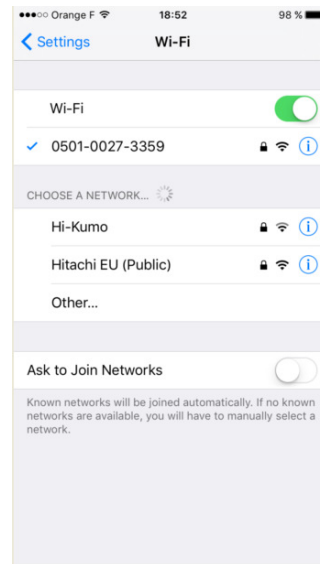 Orange F 18:52 98 %
Settings Wi-Fi
Wi-Fi
0501-0027-3359
CHOOSE A NETWORK...
Hi-Kumo
Hitachi EU (Public)
Other...
Ask to Join Networks
Known networks will be joined automatically. If no known
networks are available, you will have to manually select a
network.